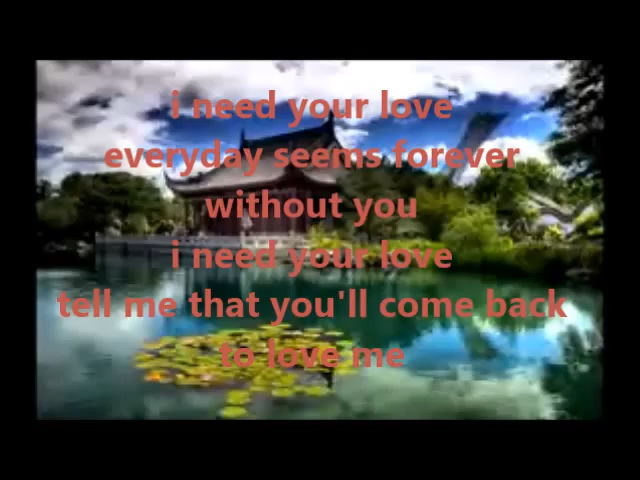 i need your love
everyday seems forever
without you
i need your love
tell me that you'll come back
to love me